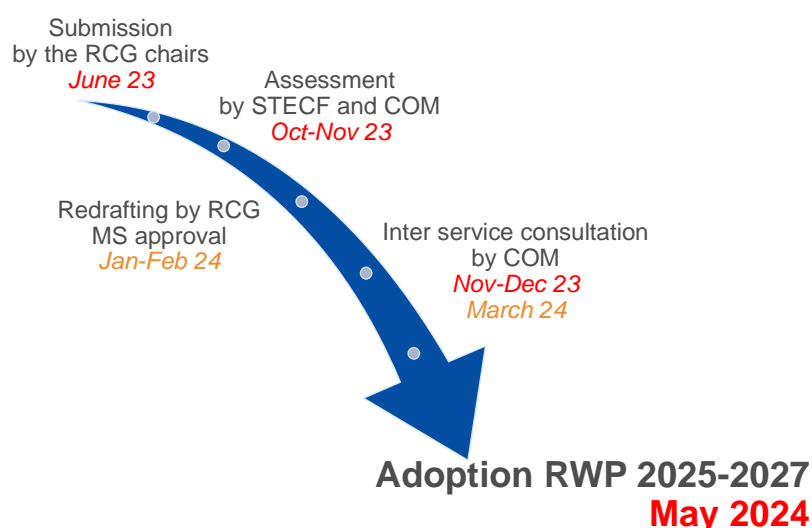 Submission
by the RCG chairs
June 23
Assessment
by STECF and COM
Oct-Nov 23
Redrafting by RCG
MS approval
Jan-Feb 24
Inter service consultation
by COM
Nov-Dec 23
March 24
Adoption RWP 2025-2027
May 2024